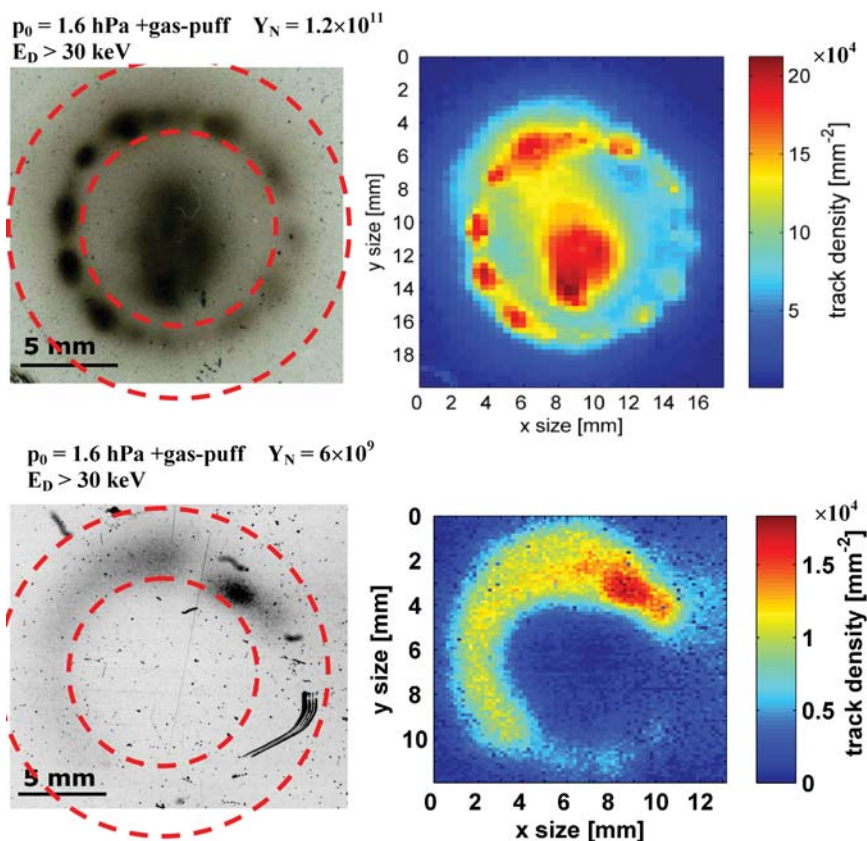 p₀ = 1.6 hPa +gas-puff Y_N = 1.2×10¹¹
E_D > 30 keV
5 mm
0
2
4
6
8
10
12
14
16
18
y size [mm]
0 2 4 6 8 10 12 14 16
x size [mm]
×10⁴
20
15
10
5
track density [mm⁻²]
p₀ = 1.6 hPa +gas-puff Y_N = 6×10⁹
E_D > 30 keV
5 mm
0
2
4
6
8
10
y size [mm]
0 2 4 6 8 10 12
x size [mm]
×10⁴
1.5
1
0.5
0
track density [mm⁻²]